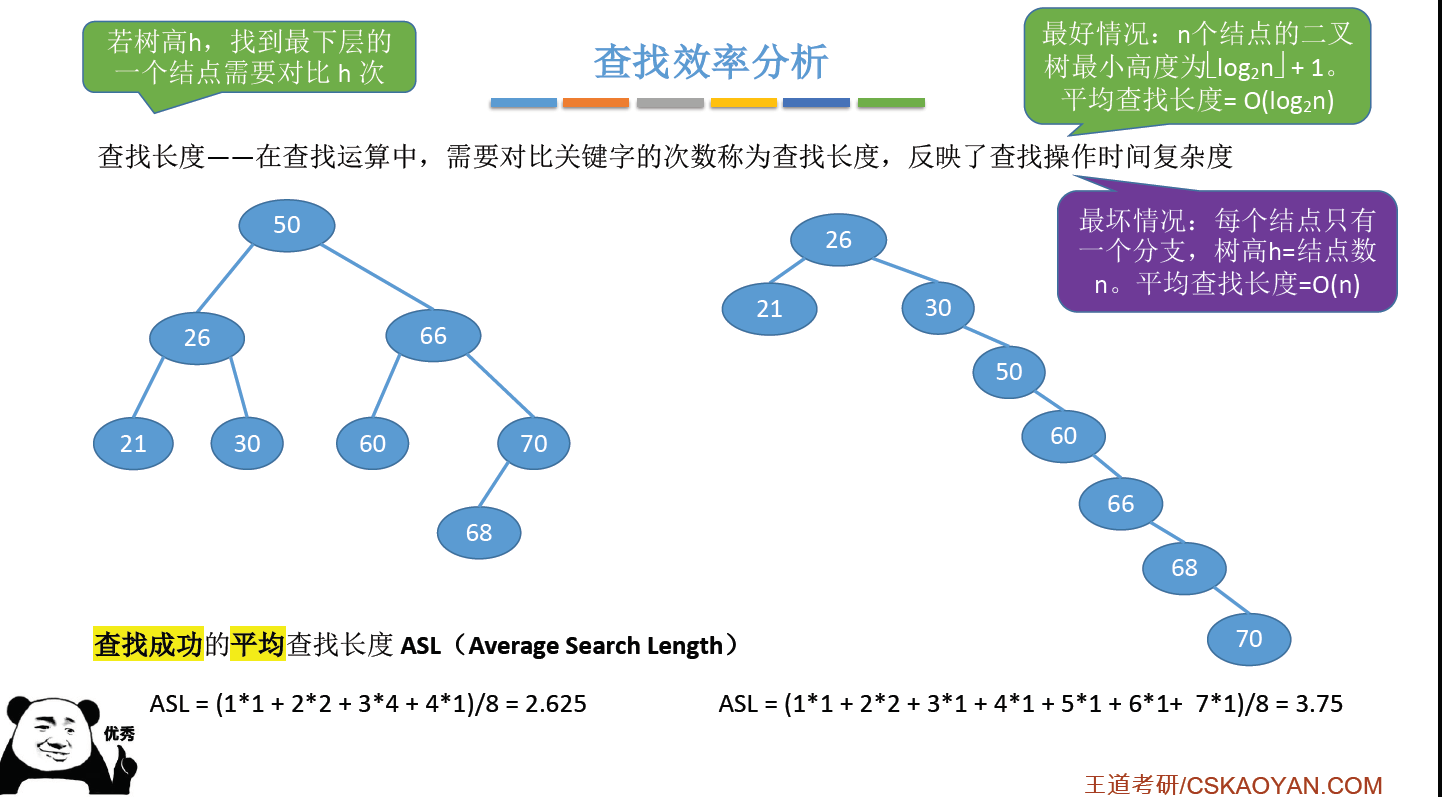 若树高h，找到最下层的
一个结点需要对比 h 次
查找效率分析
最好情况：n个结点的二叉
树最小高度为⌊log₂n⌋ + 1。
平均查找长度= O(log₂n)
查找长度——在查找运算中，需要对比关键字的次数称为查找长度，反映了查找操作时间复杂度
最坏情况：每个结点只有
一个分支，树高h=结点数
n。平均查找长度=O(n)
50
26
66
21
30
60
70
68
26
21
30
50
60
66
68
70
查找成功的平均查找长度 ASL（Average Search Length）
ASL = (1*1 + 2*2 + 3*4 + 4*1)/8 = 2.625
ASL = (1*1 + 2*2 + 3*1 + 4*1 + 5*1 + 6*1+ 7*1)/8 = 3.75
优秀
王道考研/CSKAOYAN.COM